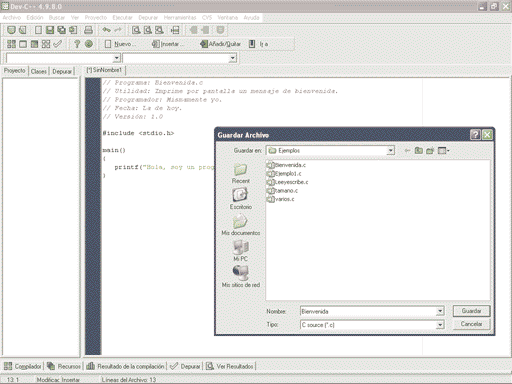 Dev-C++ 4.9.8.0
Archivo Edición Buscar Ver Proyecto Ejecutar Debug Herramientas CVS Ventana Ayuda
Nuevo... Insertar... Añadir/Quitar Ir a
Proyecto Clases Depurar [*] SinNombre1
// Programa: Bienvenida.c
// Utilidad: Imprime por pantalla un mensaje de bienvenida.
// Programador: Mismamente yo.
// Fecha: La de hoy.
// Versión: 1.0
#include <stdio.h>
main()
{
printf("Hola, soy un prog
}
Guardar Archivo
Guardar en: Ejemplos
Recent
Escritorio
Mis documentos
Mi PC
Mis sitios de red
Bienvenida.c
Ejemplo1.c
Leeyescribe.c
tamano.c
varios.c
Nombre: Bienvenida Guardar
Tipo: C source (*.c) Cancelar
Compilador Recursos Resultado de la compilación Depurar Ver Resultados
13: 1 Modificac. Insertar Líneas del Archivo: 13